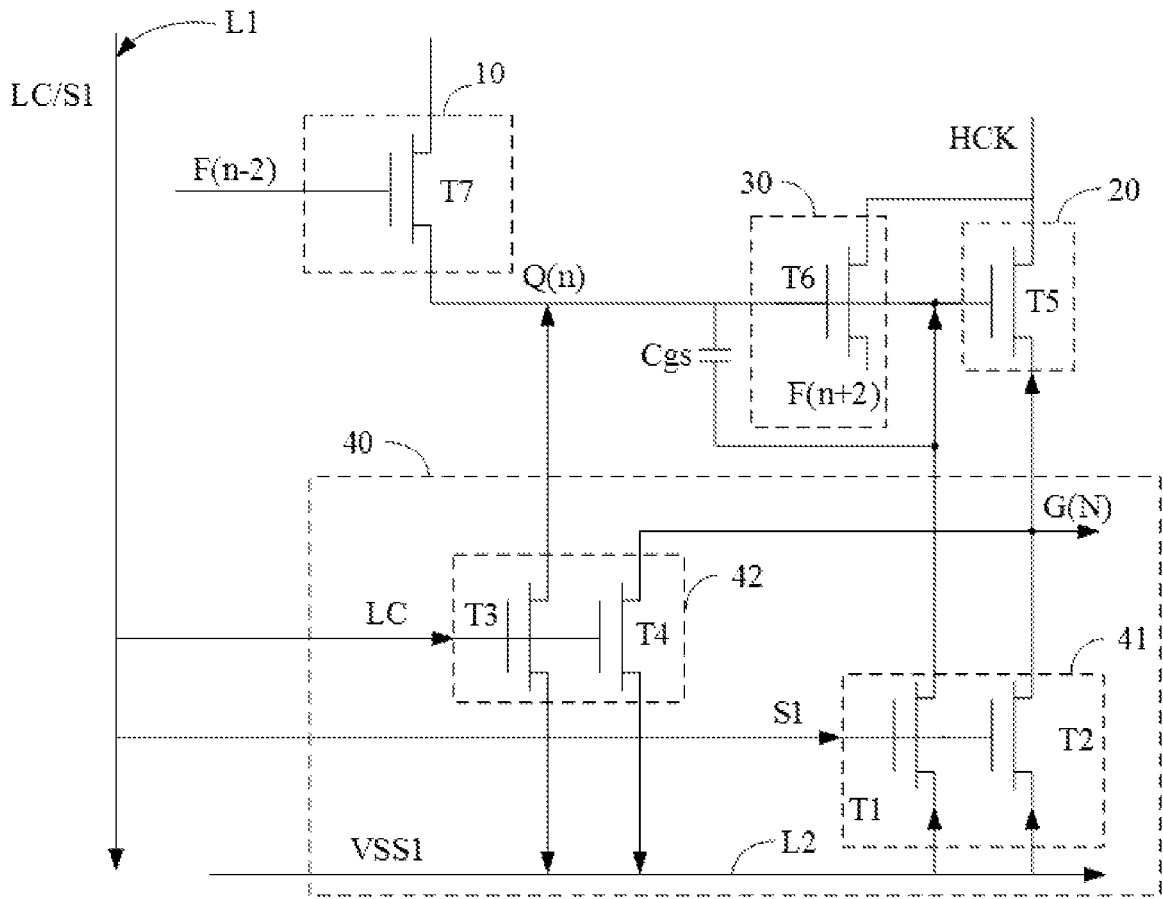 L1
LC/S1
10
F(n-2)
T7
HCK
30
20
Q(n)
T6
T5
Cgs
F(n+2)
40
G(N)
42
LC
T3
T4
41
S1
T2
T1
VSS1
L2